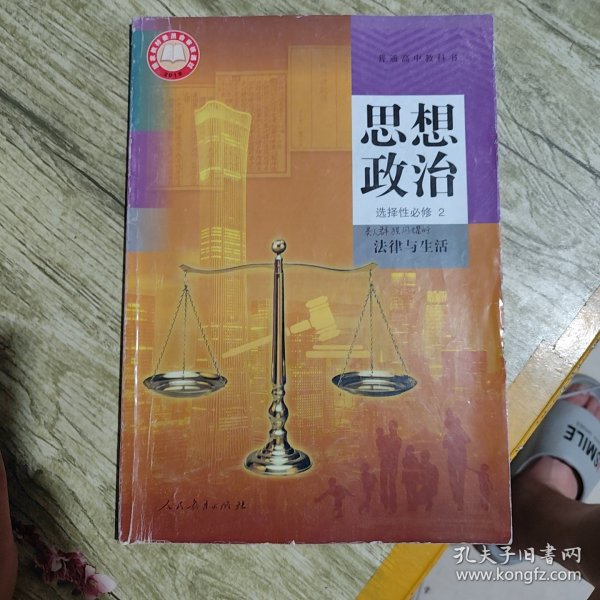 普通高中教科书
2019
思想
政治
选择性必修 2
法律与生活
人民教育出版社
SMILE
孔夫子旧书网
www.kongfz.com